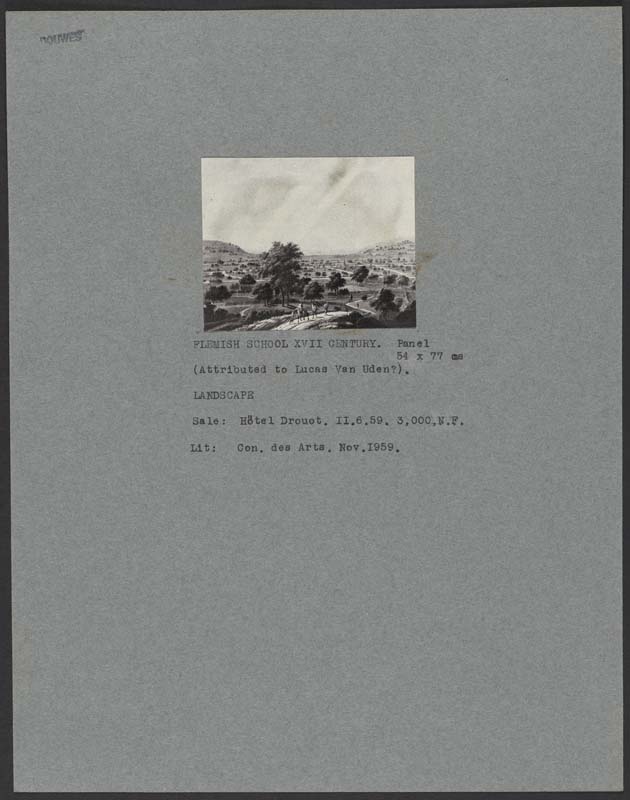 DOUWES
FLEMISH SCHOOL XVII CENTURY. Panel
54 x 77 cms
(Attributed to Lucas Van Uden?).
LANDSCAPE
Sale: Hôtel Drouot. II.6.59. 3,000.N.F.
Lit: Con. des Arts. Nov.I959.